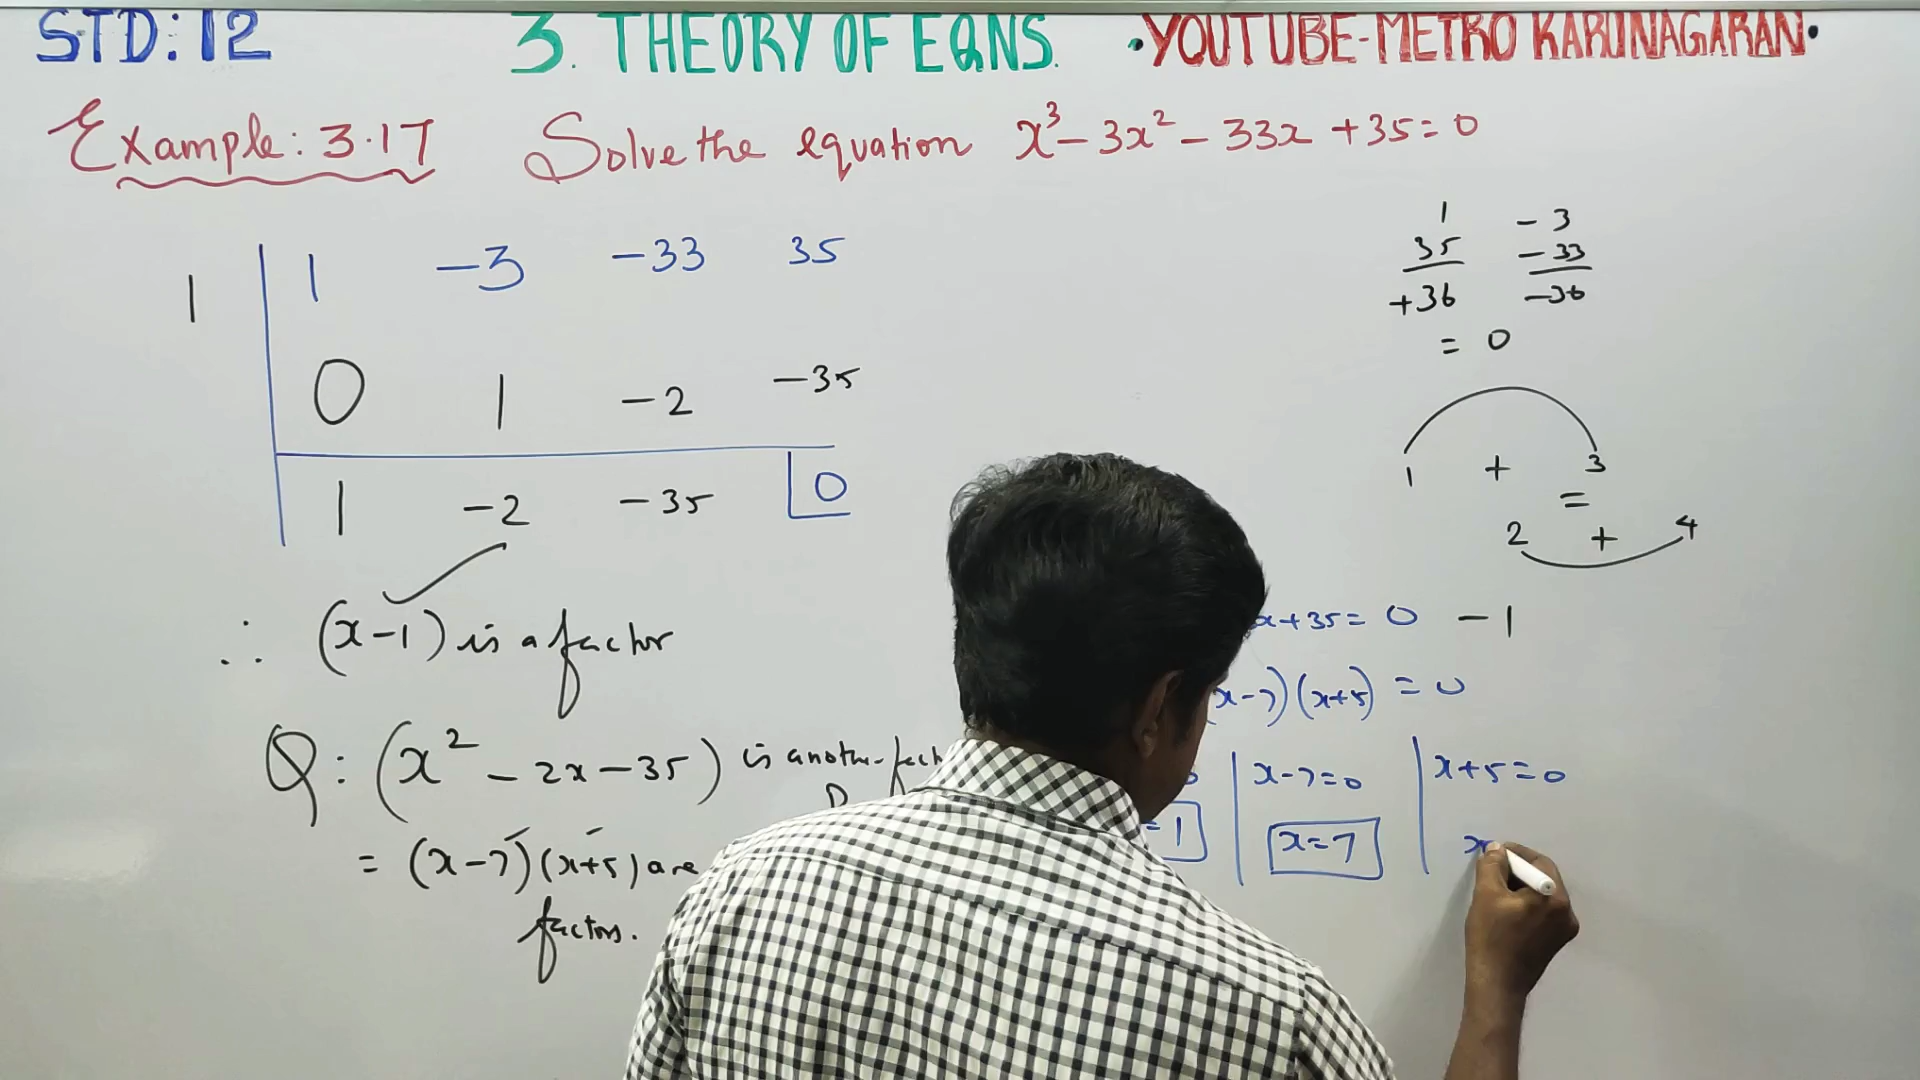 STD: 12 3. THEORY OF EQNS. •YOUTUBE-METRO KARUNAGARAN•
Example: 3.17 Solve the equation x³ - 3x² - 33x + 35 = 0
1 1 -3 -33 35
0 1 -2 -35
1 -2 -35 0
∴ (x-1) is a factor
Q: (x² - 2x - 35) is another
= (x-7)(x+5) are
factors.
1 -3
35 -33
+36 -36
= 0
1 + 3
=
2 + 4
x+35 = 0 -1
(x-7)(x+5) = 0
x-7=0 x+5=0
=1 x=7 x